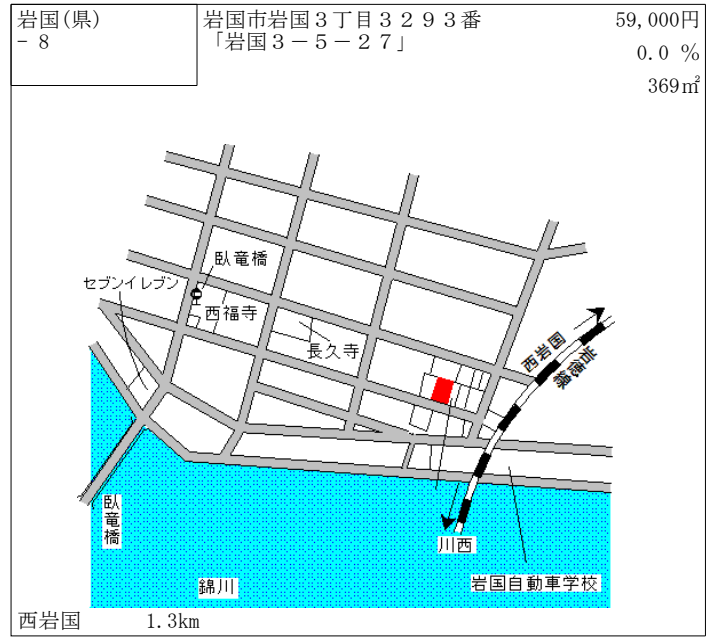 岩国(県)
- 8
岩国市岩国３丁目３２９３番
「岩国３－５－２７」
59,000円
0.0 %
369㎡
臥竜橋
セブンイレブン
西福寺
長久寺
西岩国
岩徳線
臥竜橋
川西
錦川
岩国自動車学校
西岩国 1.3km